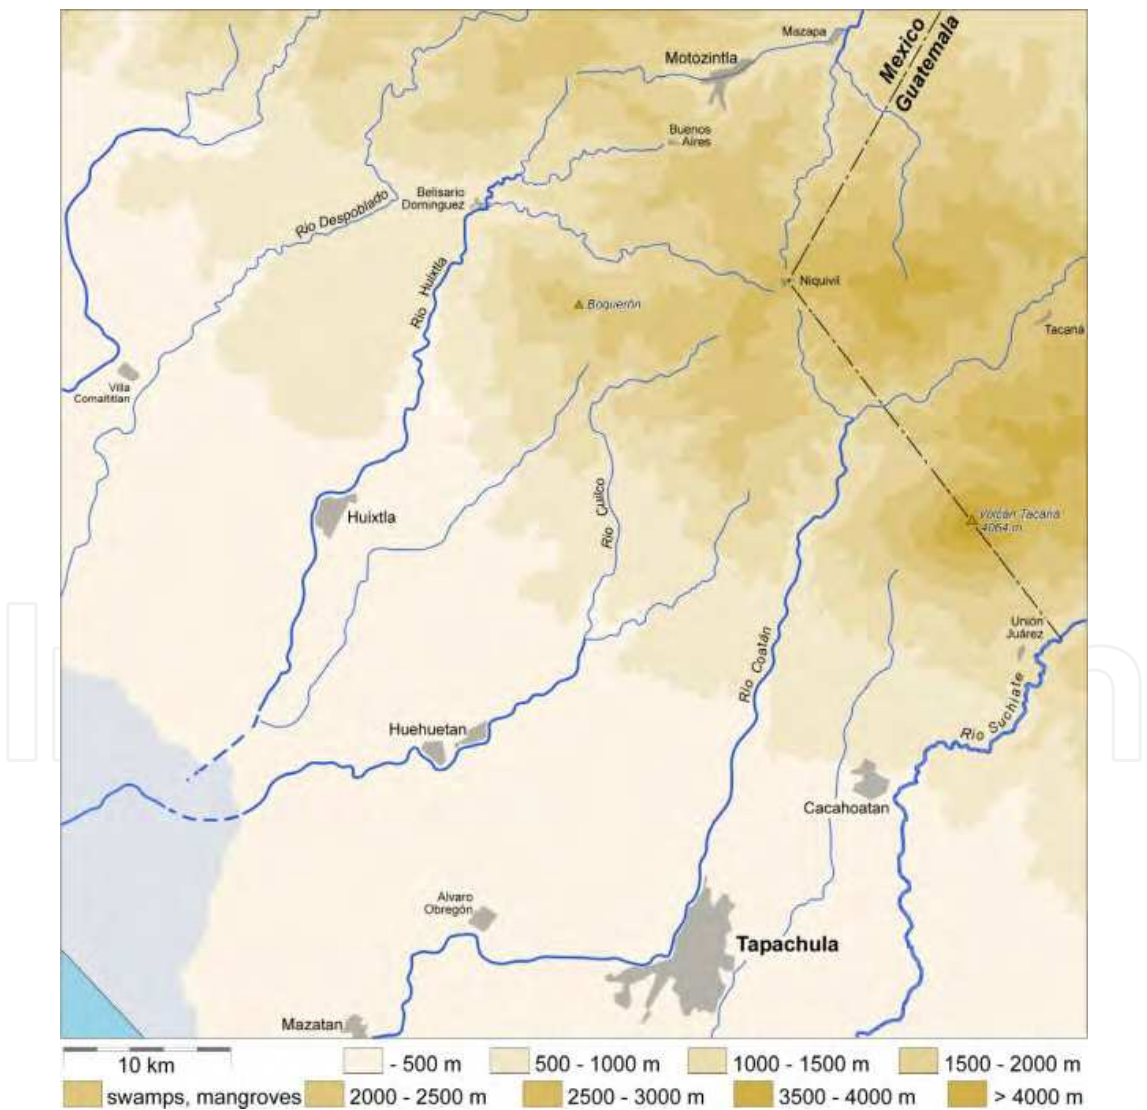 Mazapa
Motozintla
Mexico
Guatemala
Buenos
Aires
Belisario
Dominguez
Rio Despoblado
Rio Huixtla
Niquivil
Boquerón
Tacaná
Villa
Comaltitlan
Rio Cuilco
Huixtla
Volcán Tacaná
4064 m
Unión
Juárez
Rio Coatán
Rio Suchiate
Huehuetan
Cacahoatan
Alvaro
Obregón
Tapachula
Mazatan
10 km
- 500 m
500 - 1000 m
1000 - 1500 m
1500 - 2000 m
swamps, mangroves
2000 - 2500 m
2500 - 3000 m
3500 - 4000 m
> 4000 m